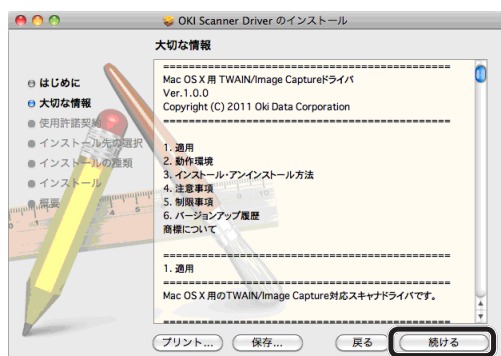 OKI Scanner Driver のインストール
大切な情報
はじめに
大切な情報
使用許諾契約
インストール先の選択
インストールの種類
インストール
概要
==================================================
Mac OS X 用 TWAIN/Image Captureドライバ
Ver.1.0.0
Copyright (C) 2011 Oki Data Corporation
==================================================
1. 適用
2. 動作環境
3. インストール・アンインストール方法
4. 注意事項
5. 制限事項
6. バージョンアップ履歴
商標について
==================================================
1. 適用
==================================================
Mac OS X 用のTWAIN/Image Capture対応スキャナドライバです。
==================================================
プリント... 保存... 戻る 続ける